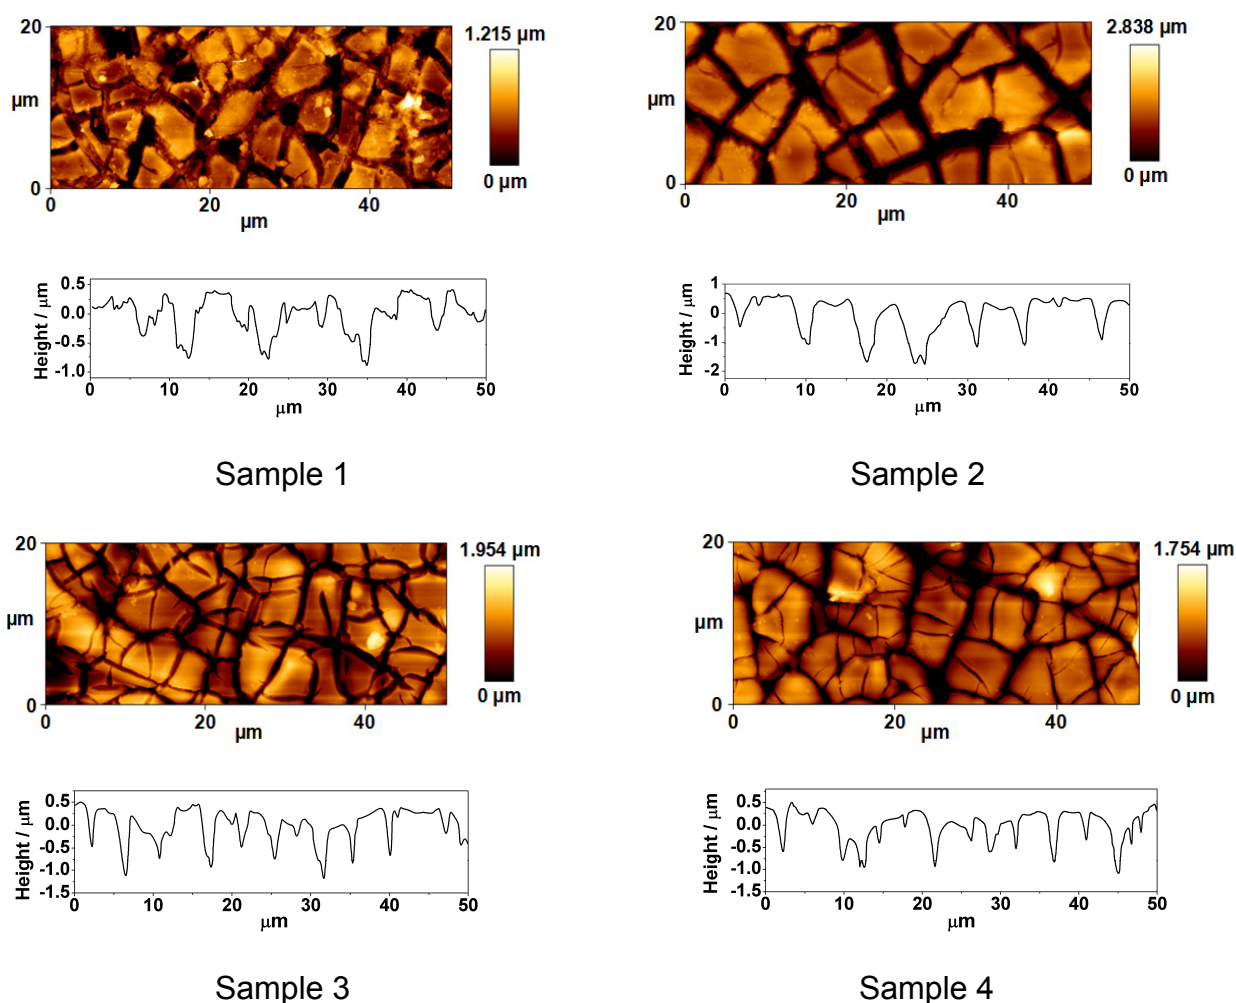 20
1.215 µm
µm
0
0 µm
0 20 40
µm
0.5
0.0
-0.5
-1.0
Height / µm
0 10 20 30 40 50
µm
Sample 1
20
2.838 µm
µm
0
0 µm
0 20 40
µm
1
0
-1
-2
Height / µm
0 10 20 30 40 50
µm
Sample 2
20
1.954 µm
µm
0
0 µm
0 20 40
µm
0.5
0.0
-0.5
-1.0
-1.5
Height / µm
0 10 20 30 40 50
µm
Sample 3
20
1.754 µm
µm
0
0 µm
0 20 40
µm
0.5
0.0
-0.5
-1.0
-1.5
Height / µm
0 10 20 30 40 50
µm
Sample 4